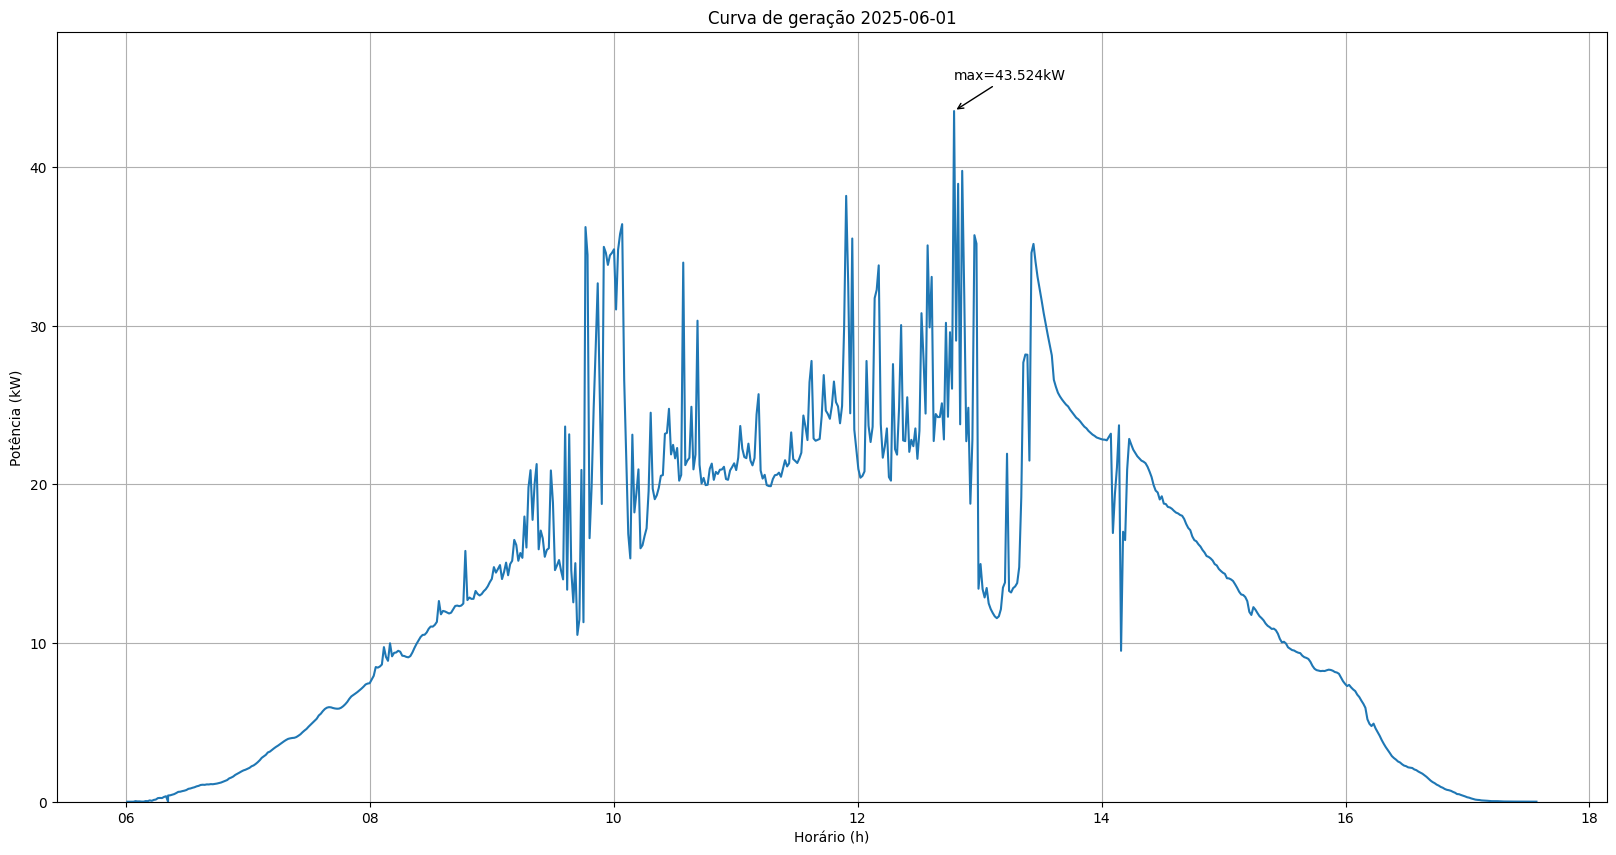 Curva de geração 2025-06-01
max=43.524kW
Potência (kW)
40
30
20
10
0
06 08 10 12 14 16 18
Horário (h)